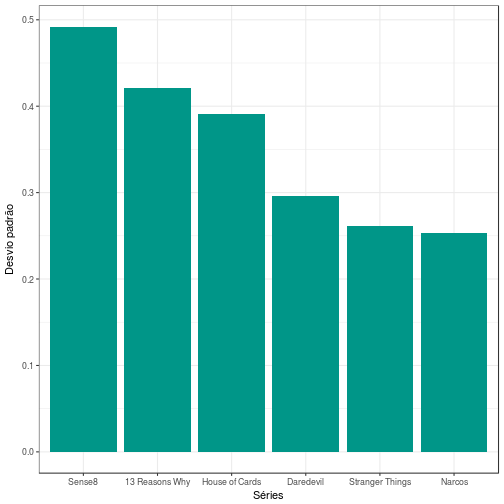 Desvio padrão
0.5
0.4
0.3
0.2
0.1
0.0
Sense8 13 Reasons Why House of Cards Daredevil Stranger Things Narcos
Séries